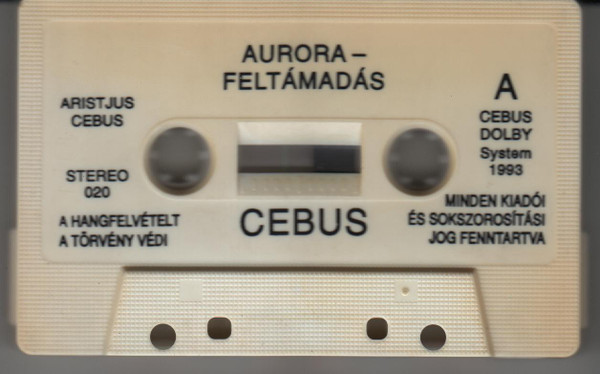 AURORA –
FELTÁMADÁS
ARISTJUS
CEBUS
A
CEBUS
DOLBY
System
1993
STEREO
020
A HANGFELVÉTELT
A TÖRVÉNY VÉDI
CEBUS
MINDEN KIADÓI
ÉS SOKSZOROSÍTÁSI
JOG FENNTARTVA